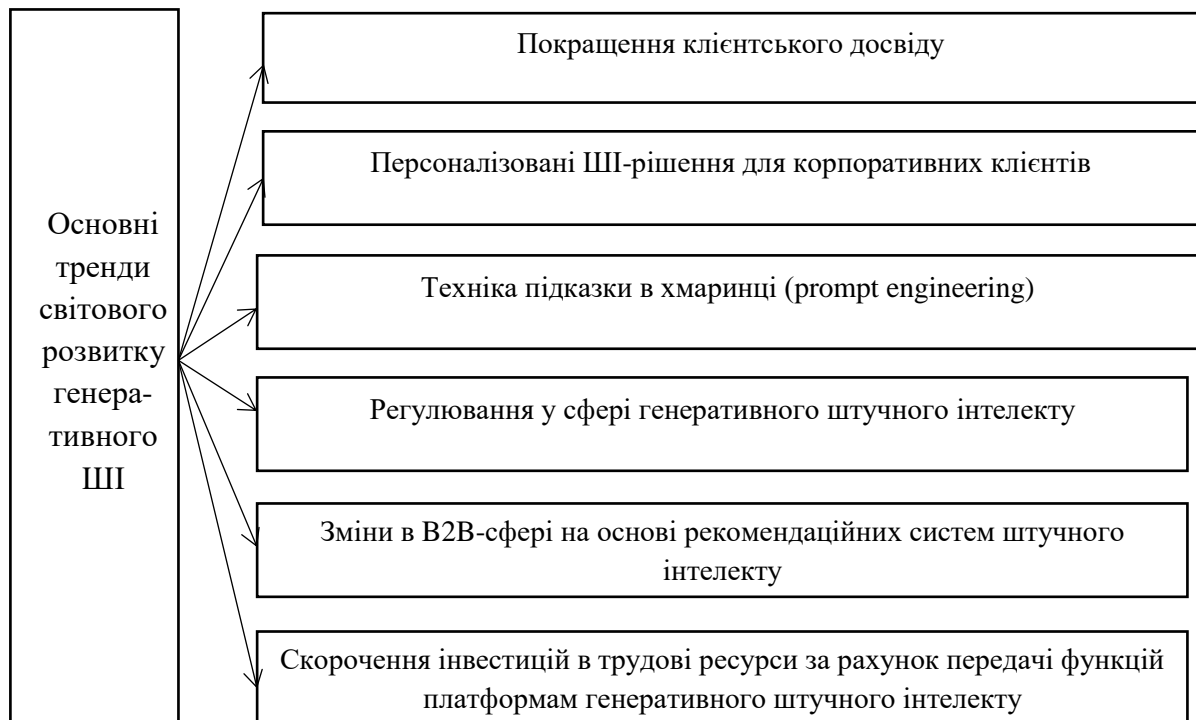 Основні
тренди
світового
розвитку
генера-
тивного
ШІ
Покращення клієнтського досвіду
Персоналізовані ШІ-рішення для корпоративних клієнтів
Техніка підказки в хмаринці (prompt engineering)
Регулювання у сфері генеративного штучного інтелекту
Зміни в B2B-сфері на основі рекомендаційних систем штучного
інтелекту
Скорочення інвестицій в трудові ресурси за рахунок передачі функцій
платформам генеративного штучного інтелекту